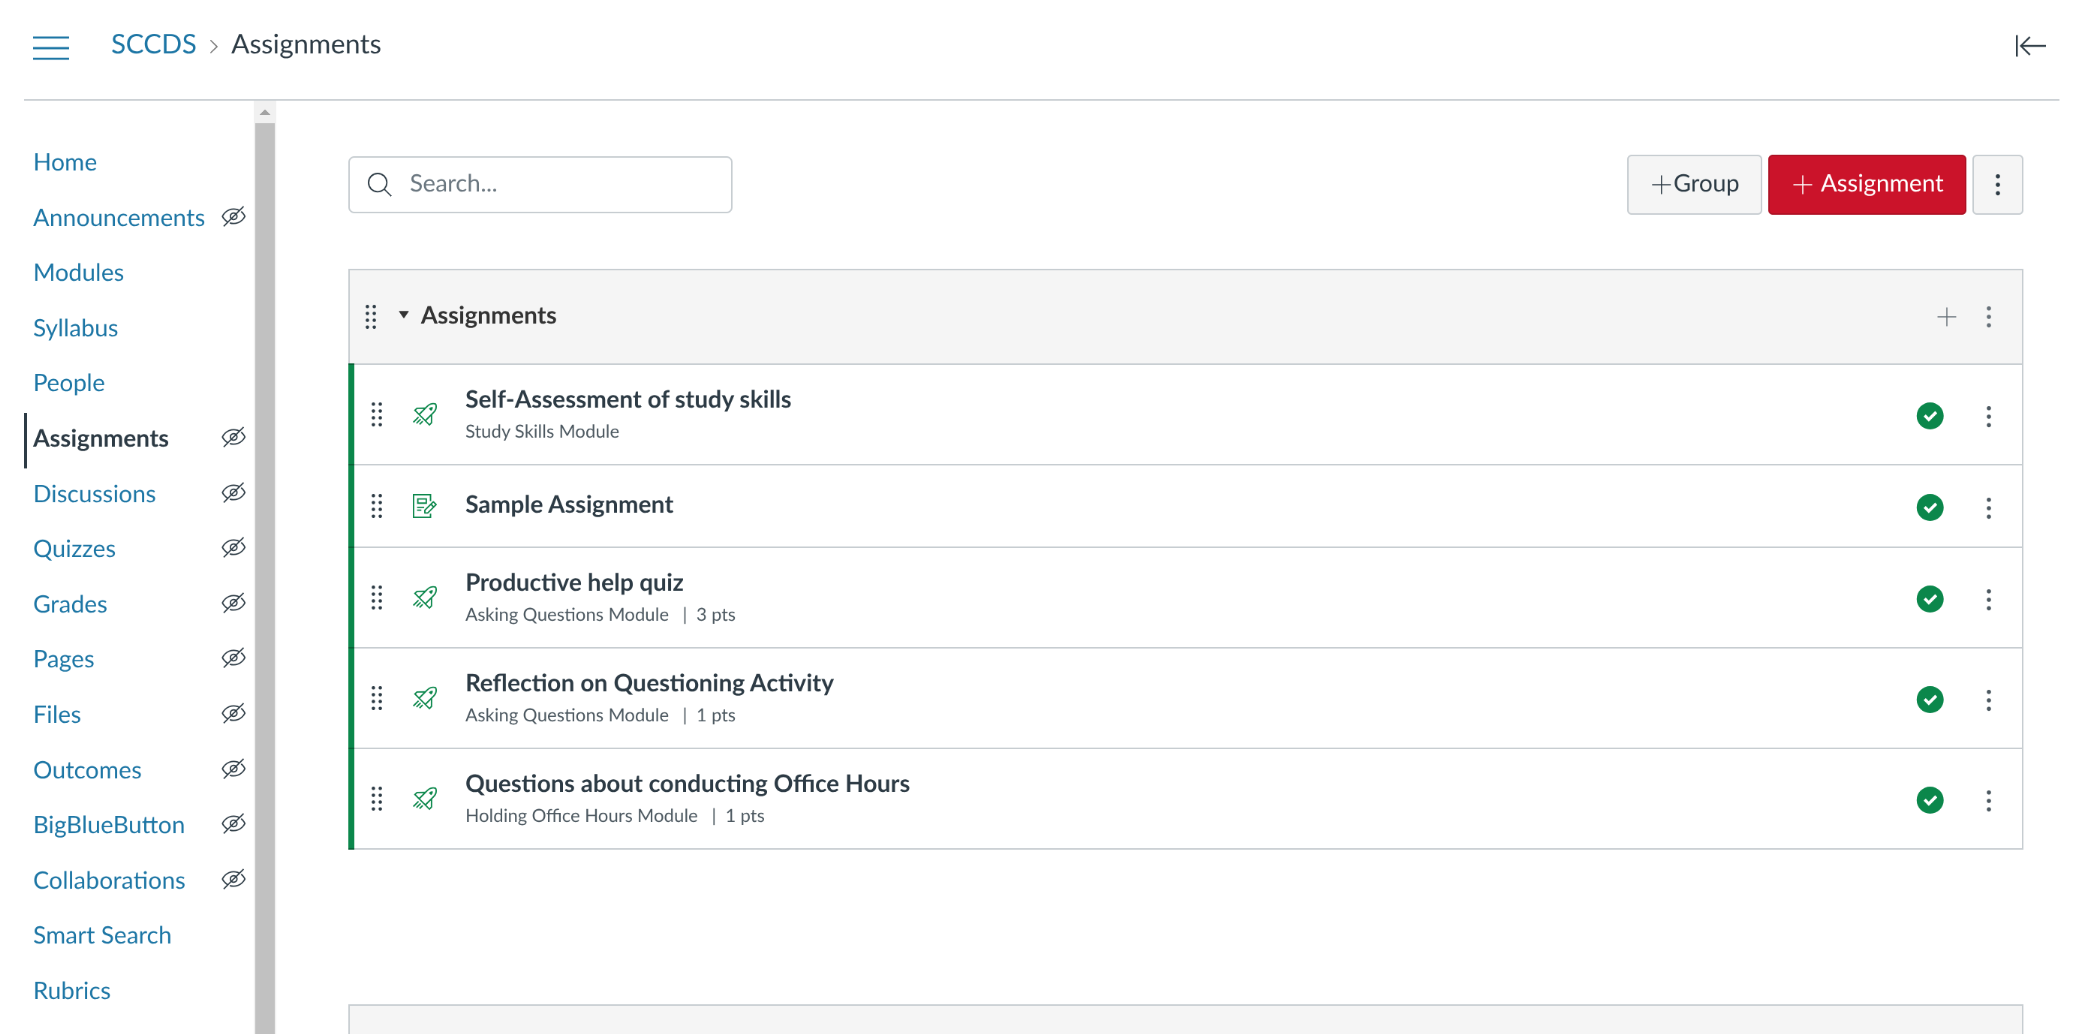 SCCDS > Assignments
Home
Announcements
Modules
Syllabus
People
Assignments
Discussions
Quizzes
Grades
Pages
Files
Outcomes
BigBlueButton
Collaborations
Smart Search
Rubrics
Search...
+Group
+ Assignment
Assignments
Self-Assessment of study skills
Study Skills Module
Sample Assignment
Productive help quiz
Asking Questions Module | 3 pts
Reflection on Questioning Activity
Asking Questions Module | 1 pts
Questions about conducting Office Hours
Holding Office Hours Module | 1 pts